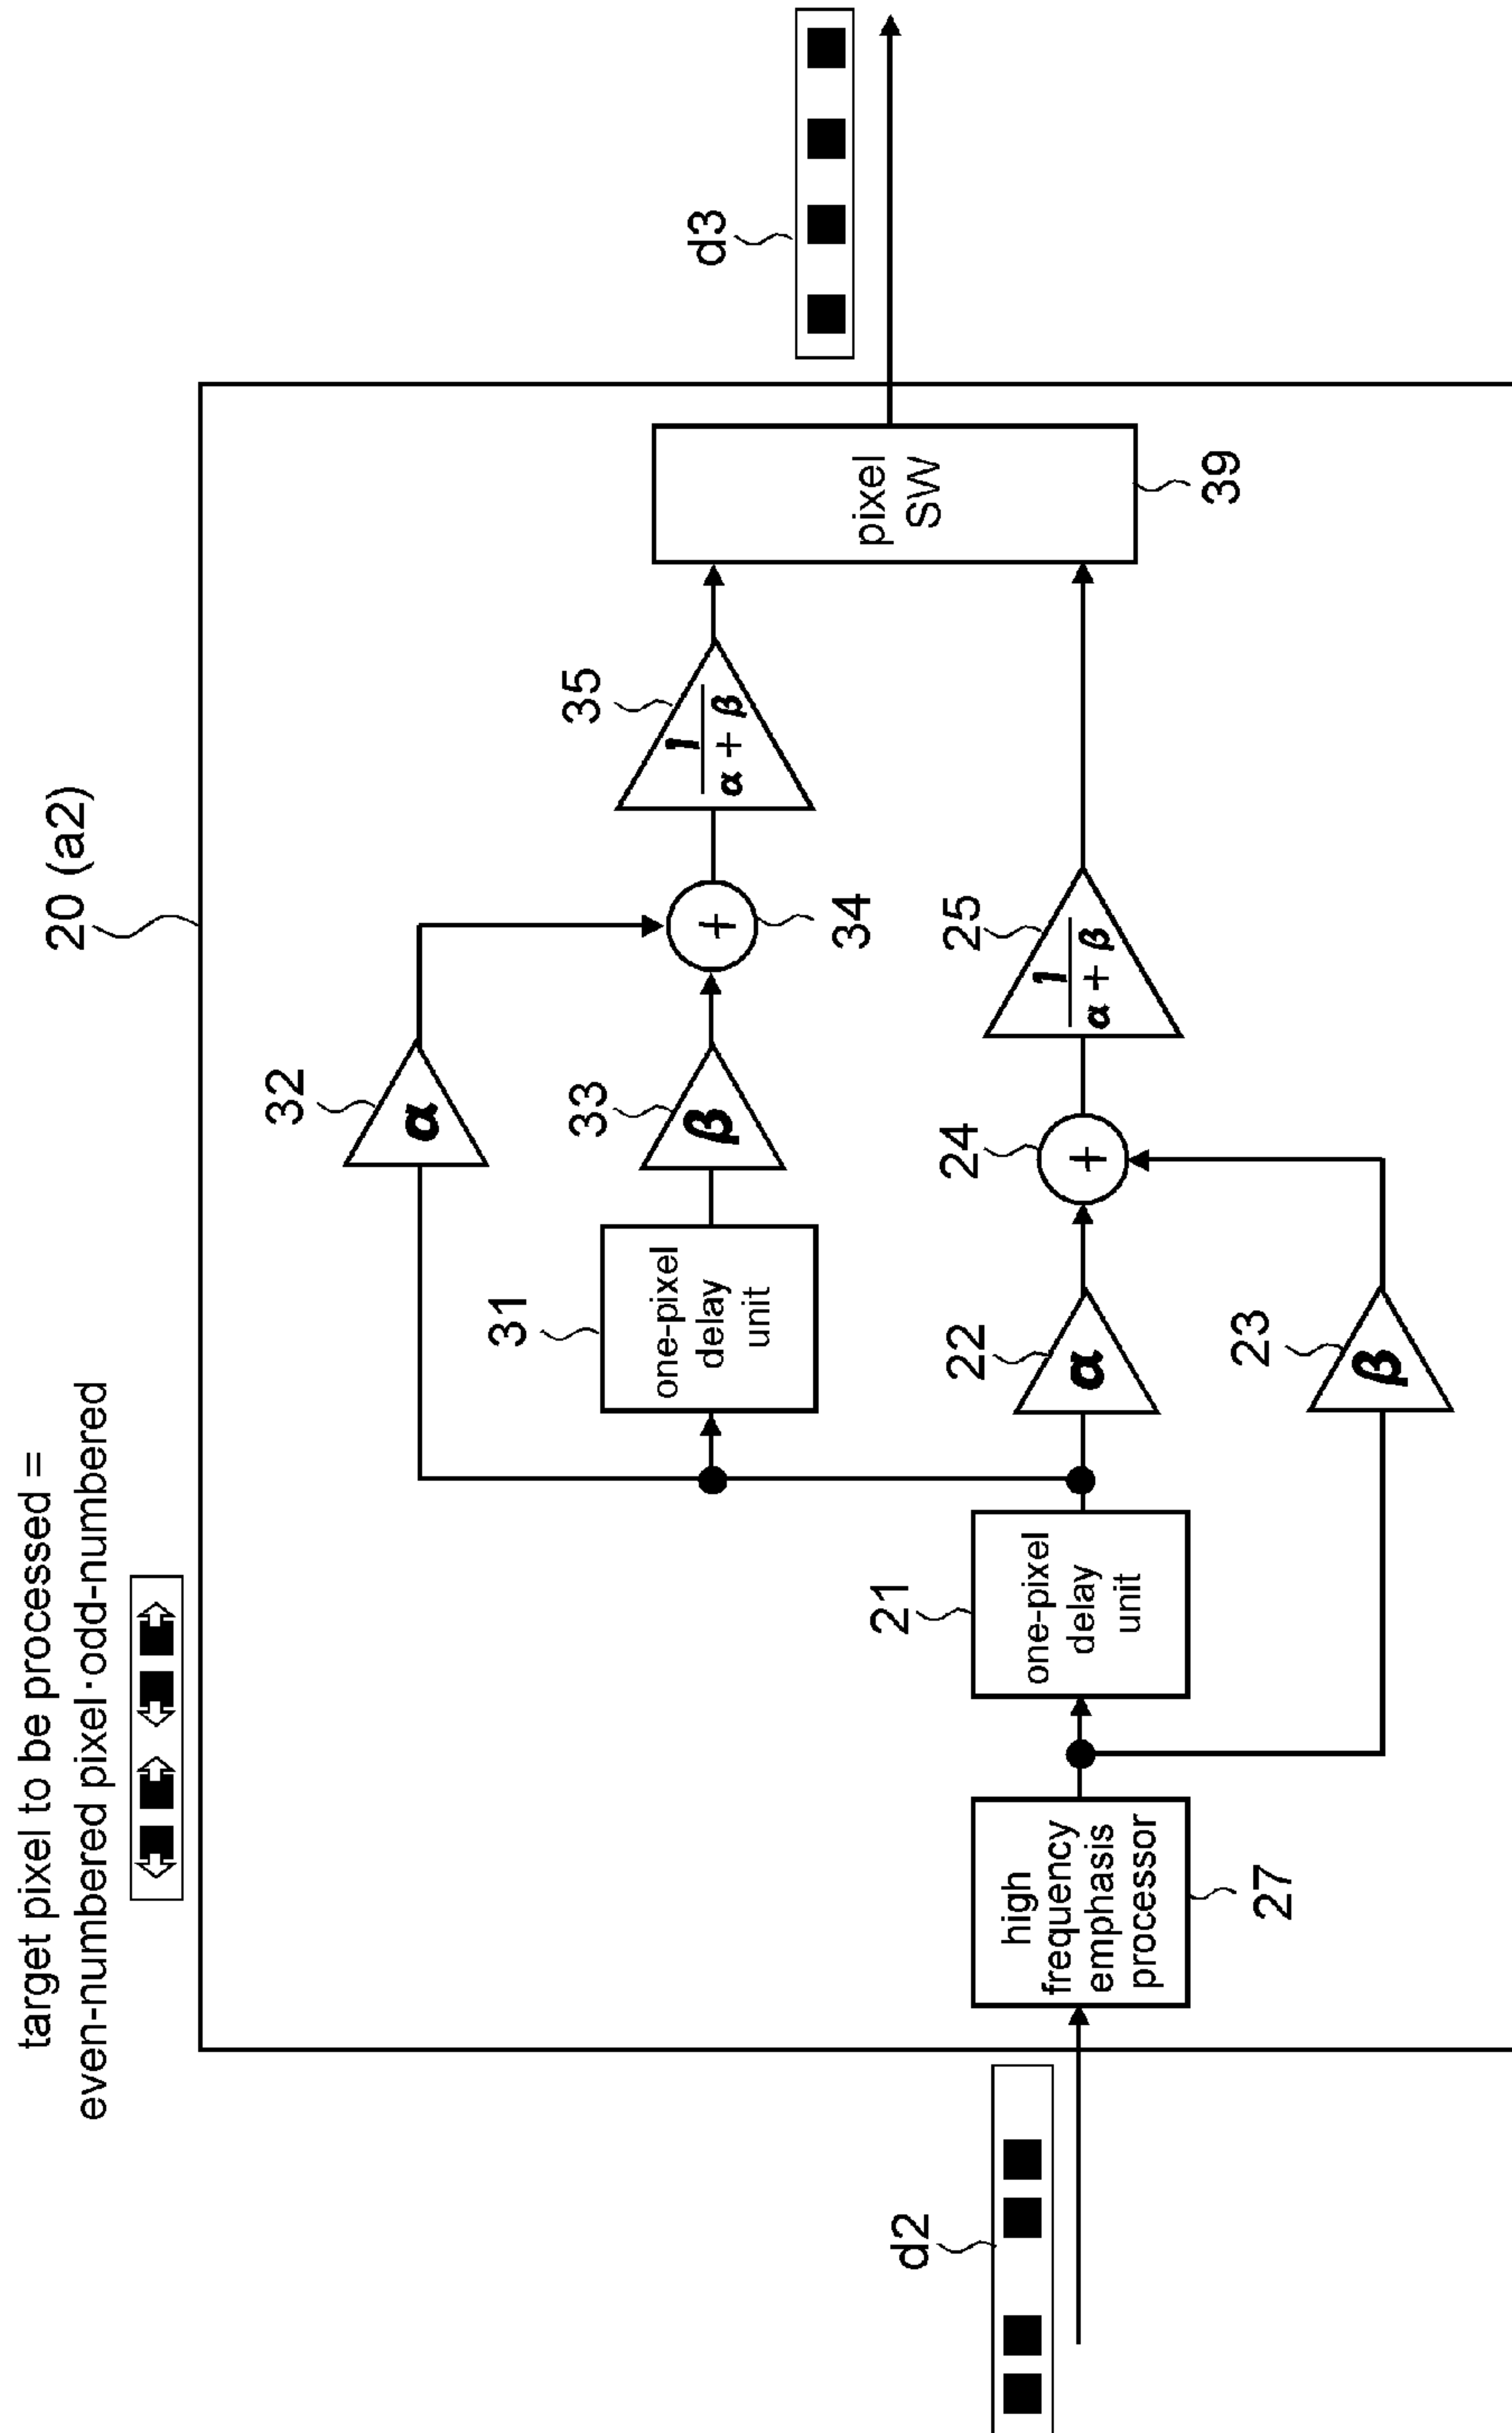 target pixel to be processed =
even-numbered pixel·odd-numbered
20 (a2)
32
α
35
1
α + β
d3
33
β
34
+
31
one-pixel
delay
unit
pixel
SW
39
25
1
α + β
24
+
22
α
21
one-pixel
delay
unit
23
β
d2
high
frequency
emphasis
processor
27